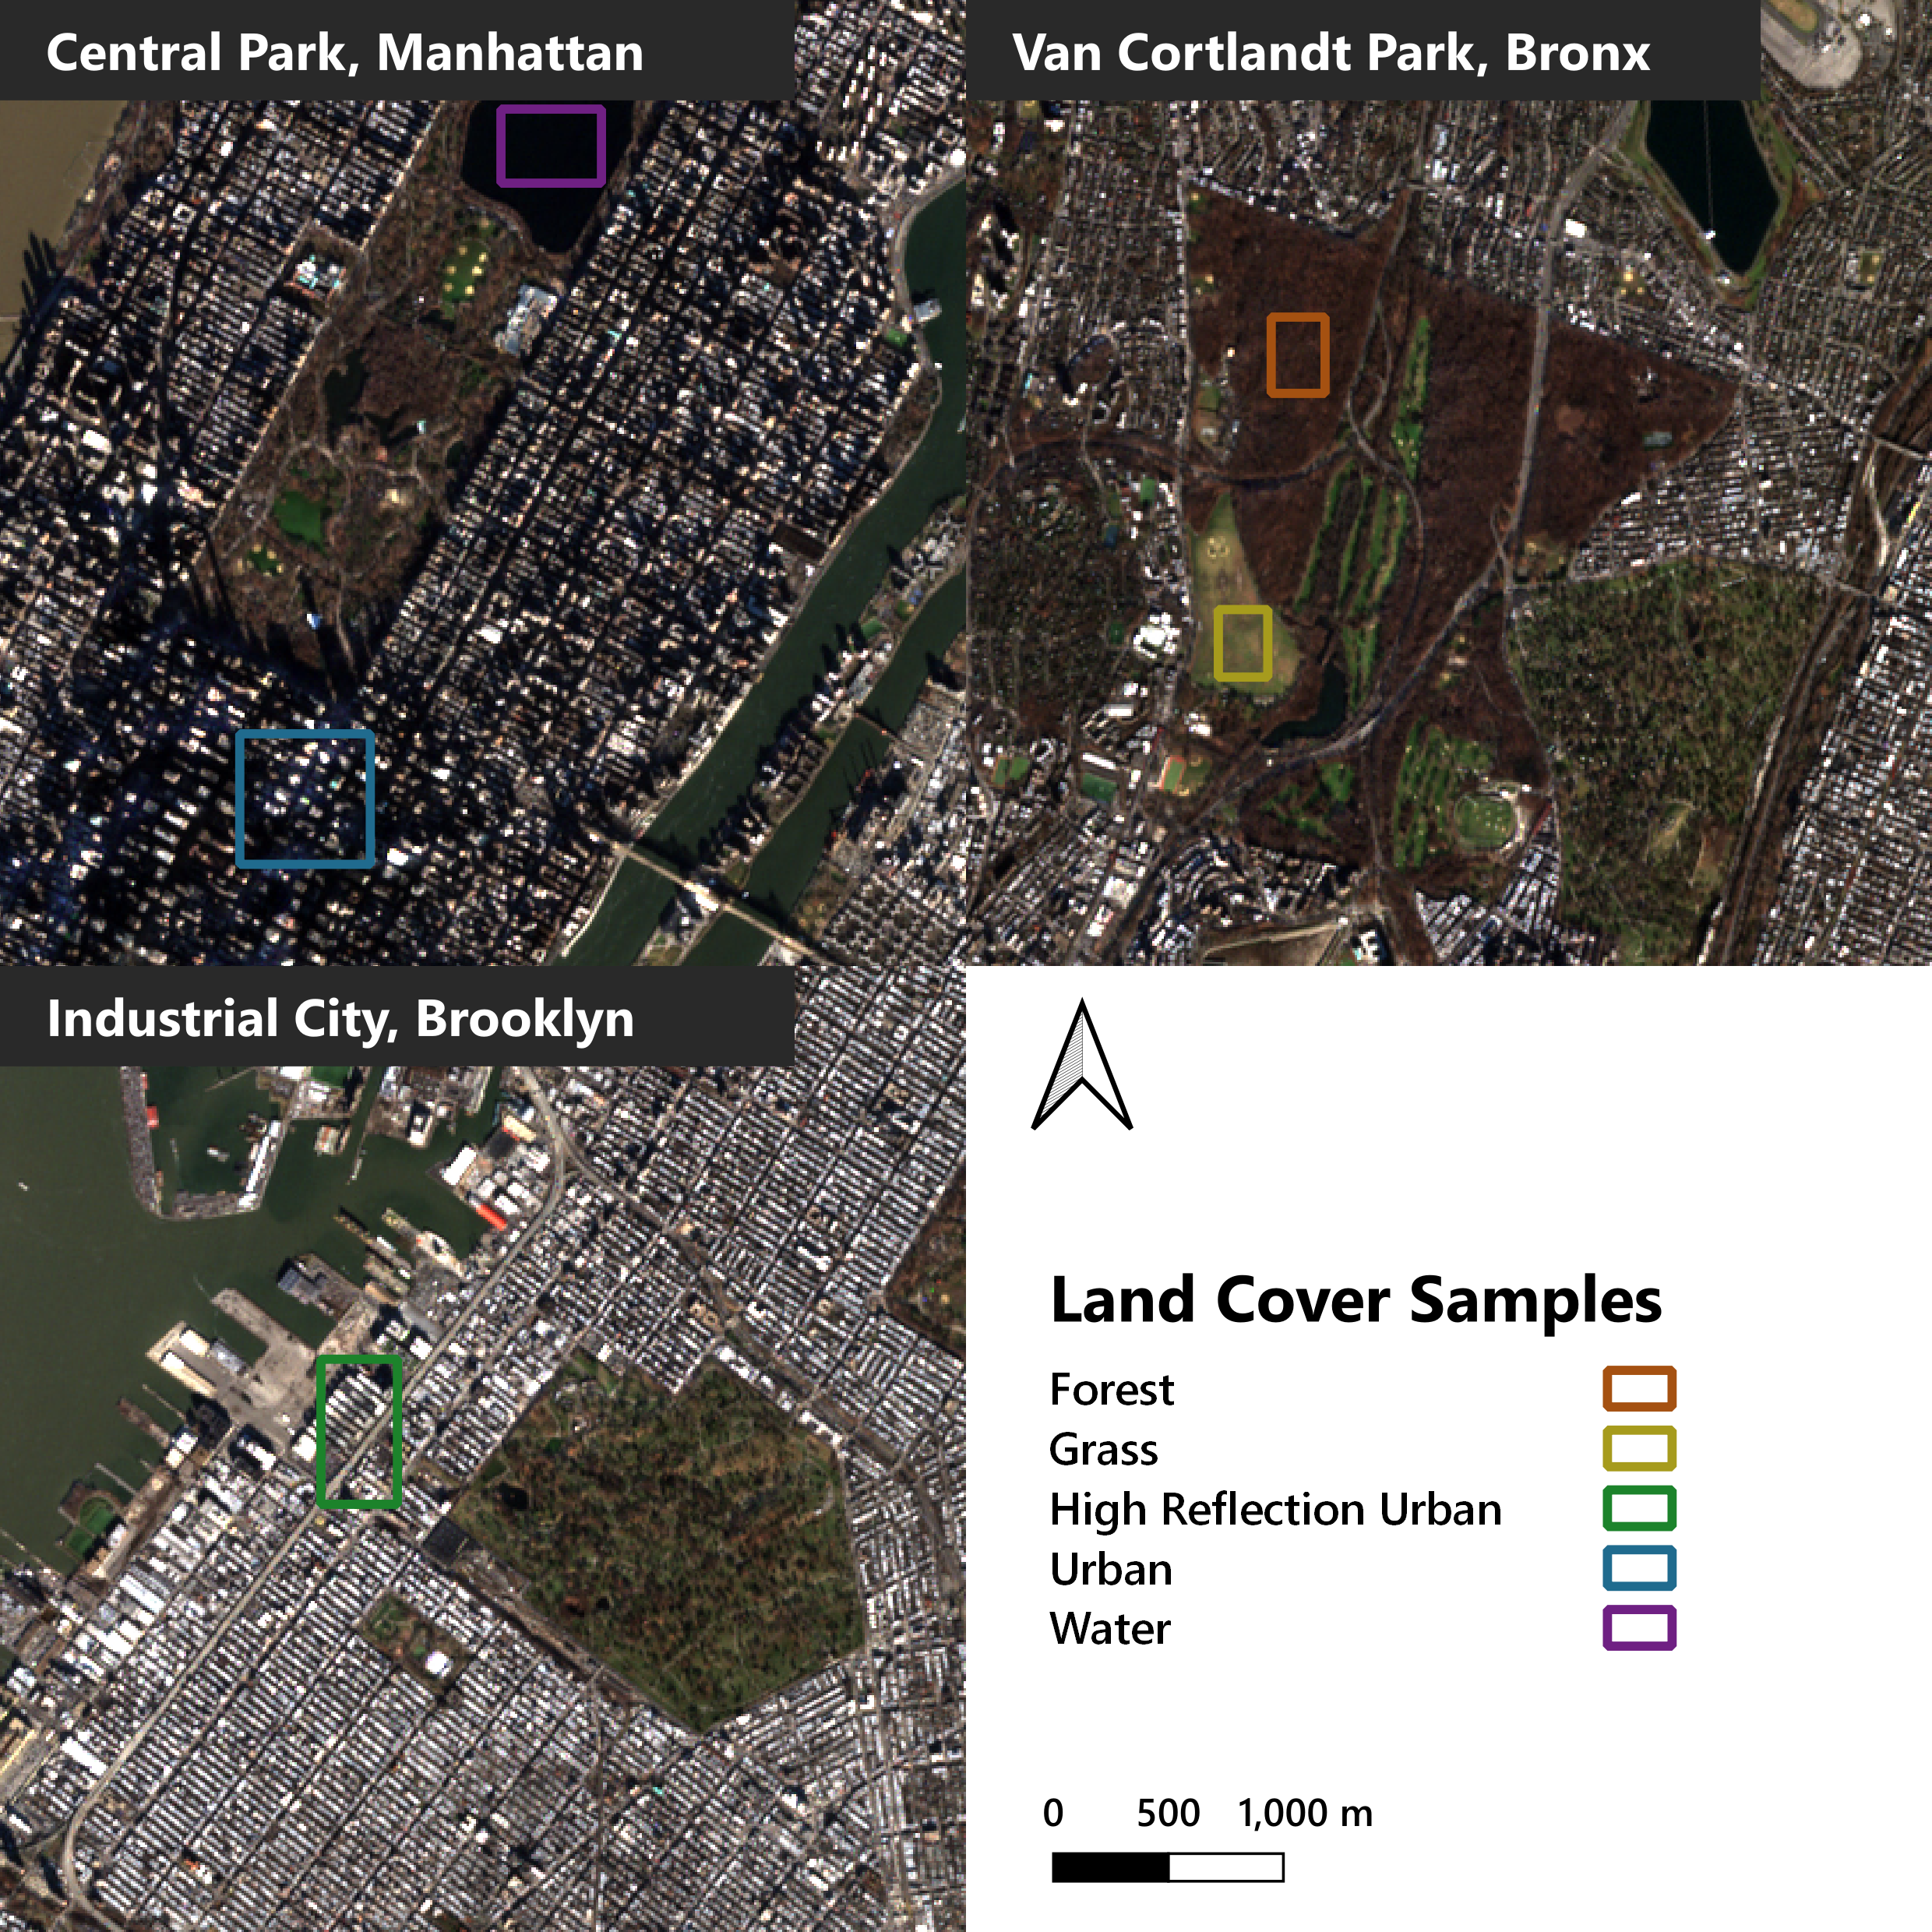 Central Park, Manhattan
Van Cortlandt Park, Bronx
Industrial City, Brooklyn
Land Cover Samples
Forest
Grass
High Reflection Urban
Urban
Water
0 500 1,000 m